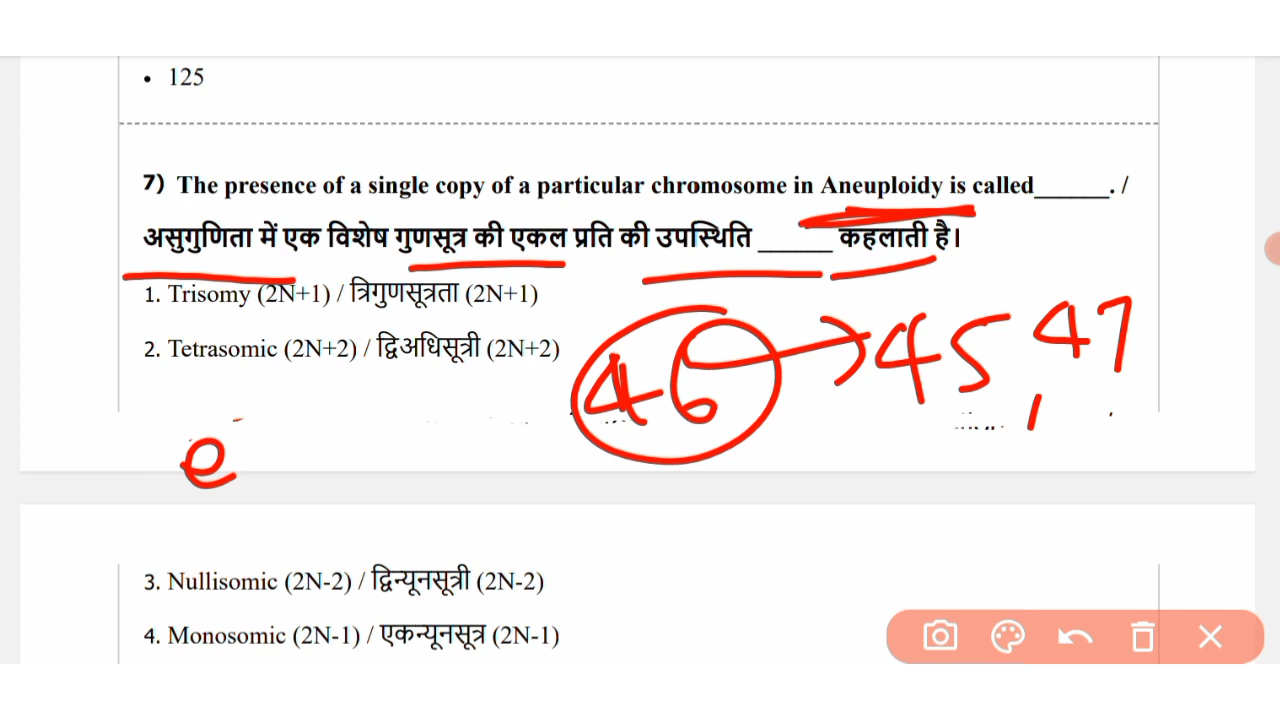 • 125
7) The presence of a single copy of a particular chromosome in Aneuploidy is called______. /
असुगुणिता में एक विशेष गुणसूत्र की एकल प्रति की उपस्थिति ______ कहलाती है।
1. Trisomy (2N+1) / त्रिगुणसूत्रता (2N+1)
2. Tetrasomic (2N+2) / द्विअधिसूत्री (2N+2)
46 → 45, 47
e
3. Nullisomic (2N-2) / द्विन्यूनसूत्री (2N-2)
4. Monosomic (2N-1) / एकन्यूनसूत्र (2N-1)